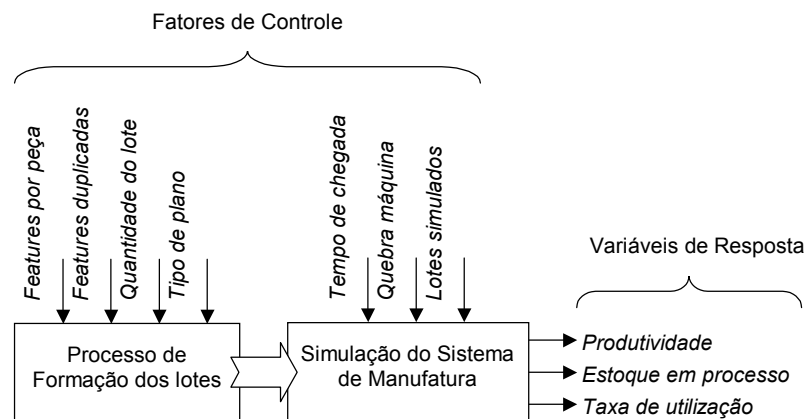 Fatores de Controle
Features por peça
Features duplicadas
Quantidade do lote
Tipo de plano
Tempo de chegada
Quebra máquina
Lotes simulados
Variáveis de Resposta
Processo de
Formação dos lotes
Simulação do Sistema
de Manufatura
Produtividade
Estoque em processo
Taxa de utilização